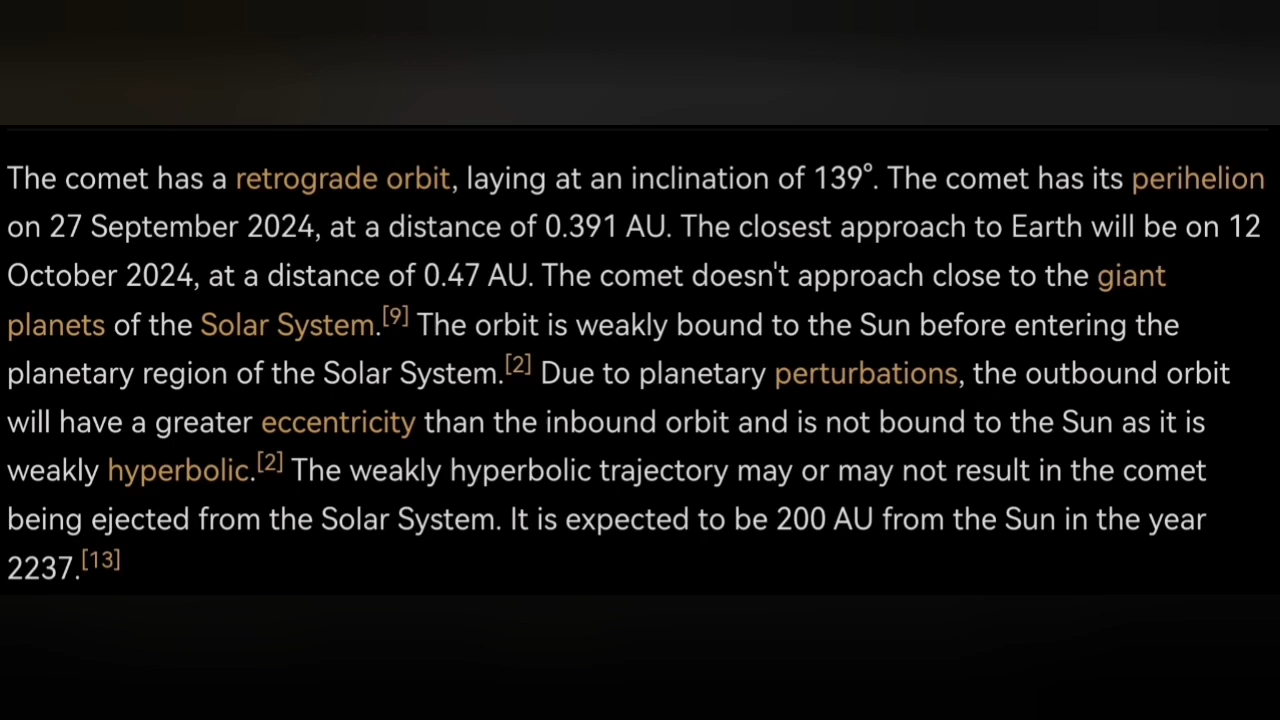 The comet has a retrograde orbit, laying at an inclination of 139°. The comet has its perihelion
on 27 September 2024, at a distance of 0.391 AU. The closest approach to Earth will be on 12
October 2024, at a distance of 0.47 AU. The comet doesn't approach close to the giant
planets of the Solar System.[9] The orbit is weakly bound to the Sun before entering the
planetary region of the Solar System.[2] Due to planetary perturbations, the outbound orbit
will have a greater eccentricity than the inbound orbit and is not bound to the Sun as it is
weakly hyperbolic.[2] The weakly hyperbolic trajectory may or may not result in the comet
being ejected from the Solar System. It is expected to be 200 AU from the Sun in the year
2237.[13]